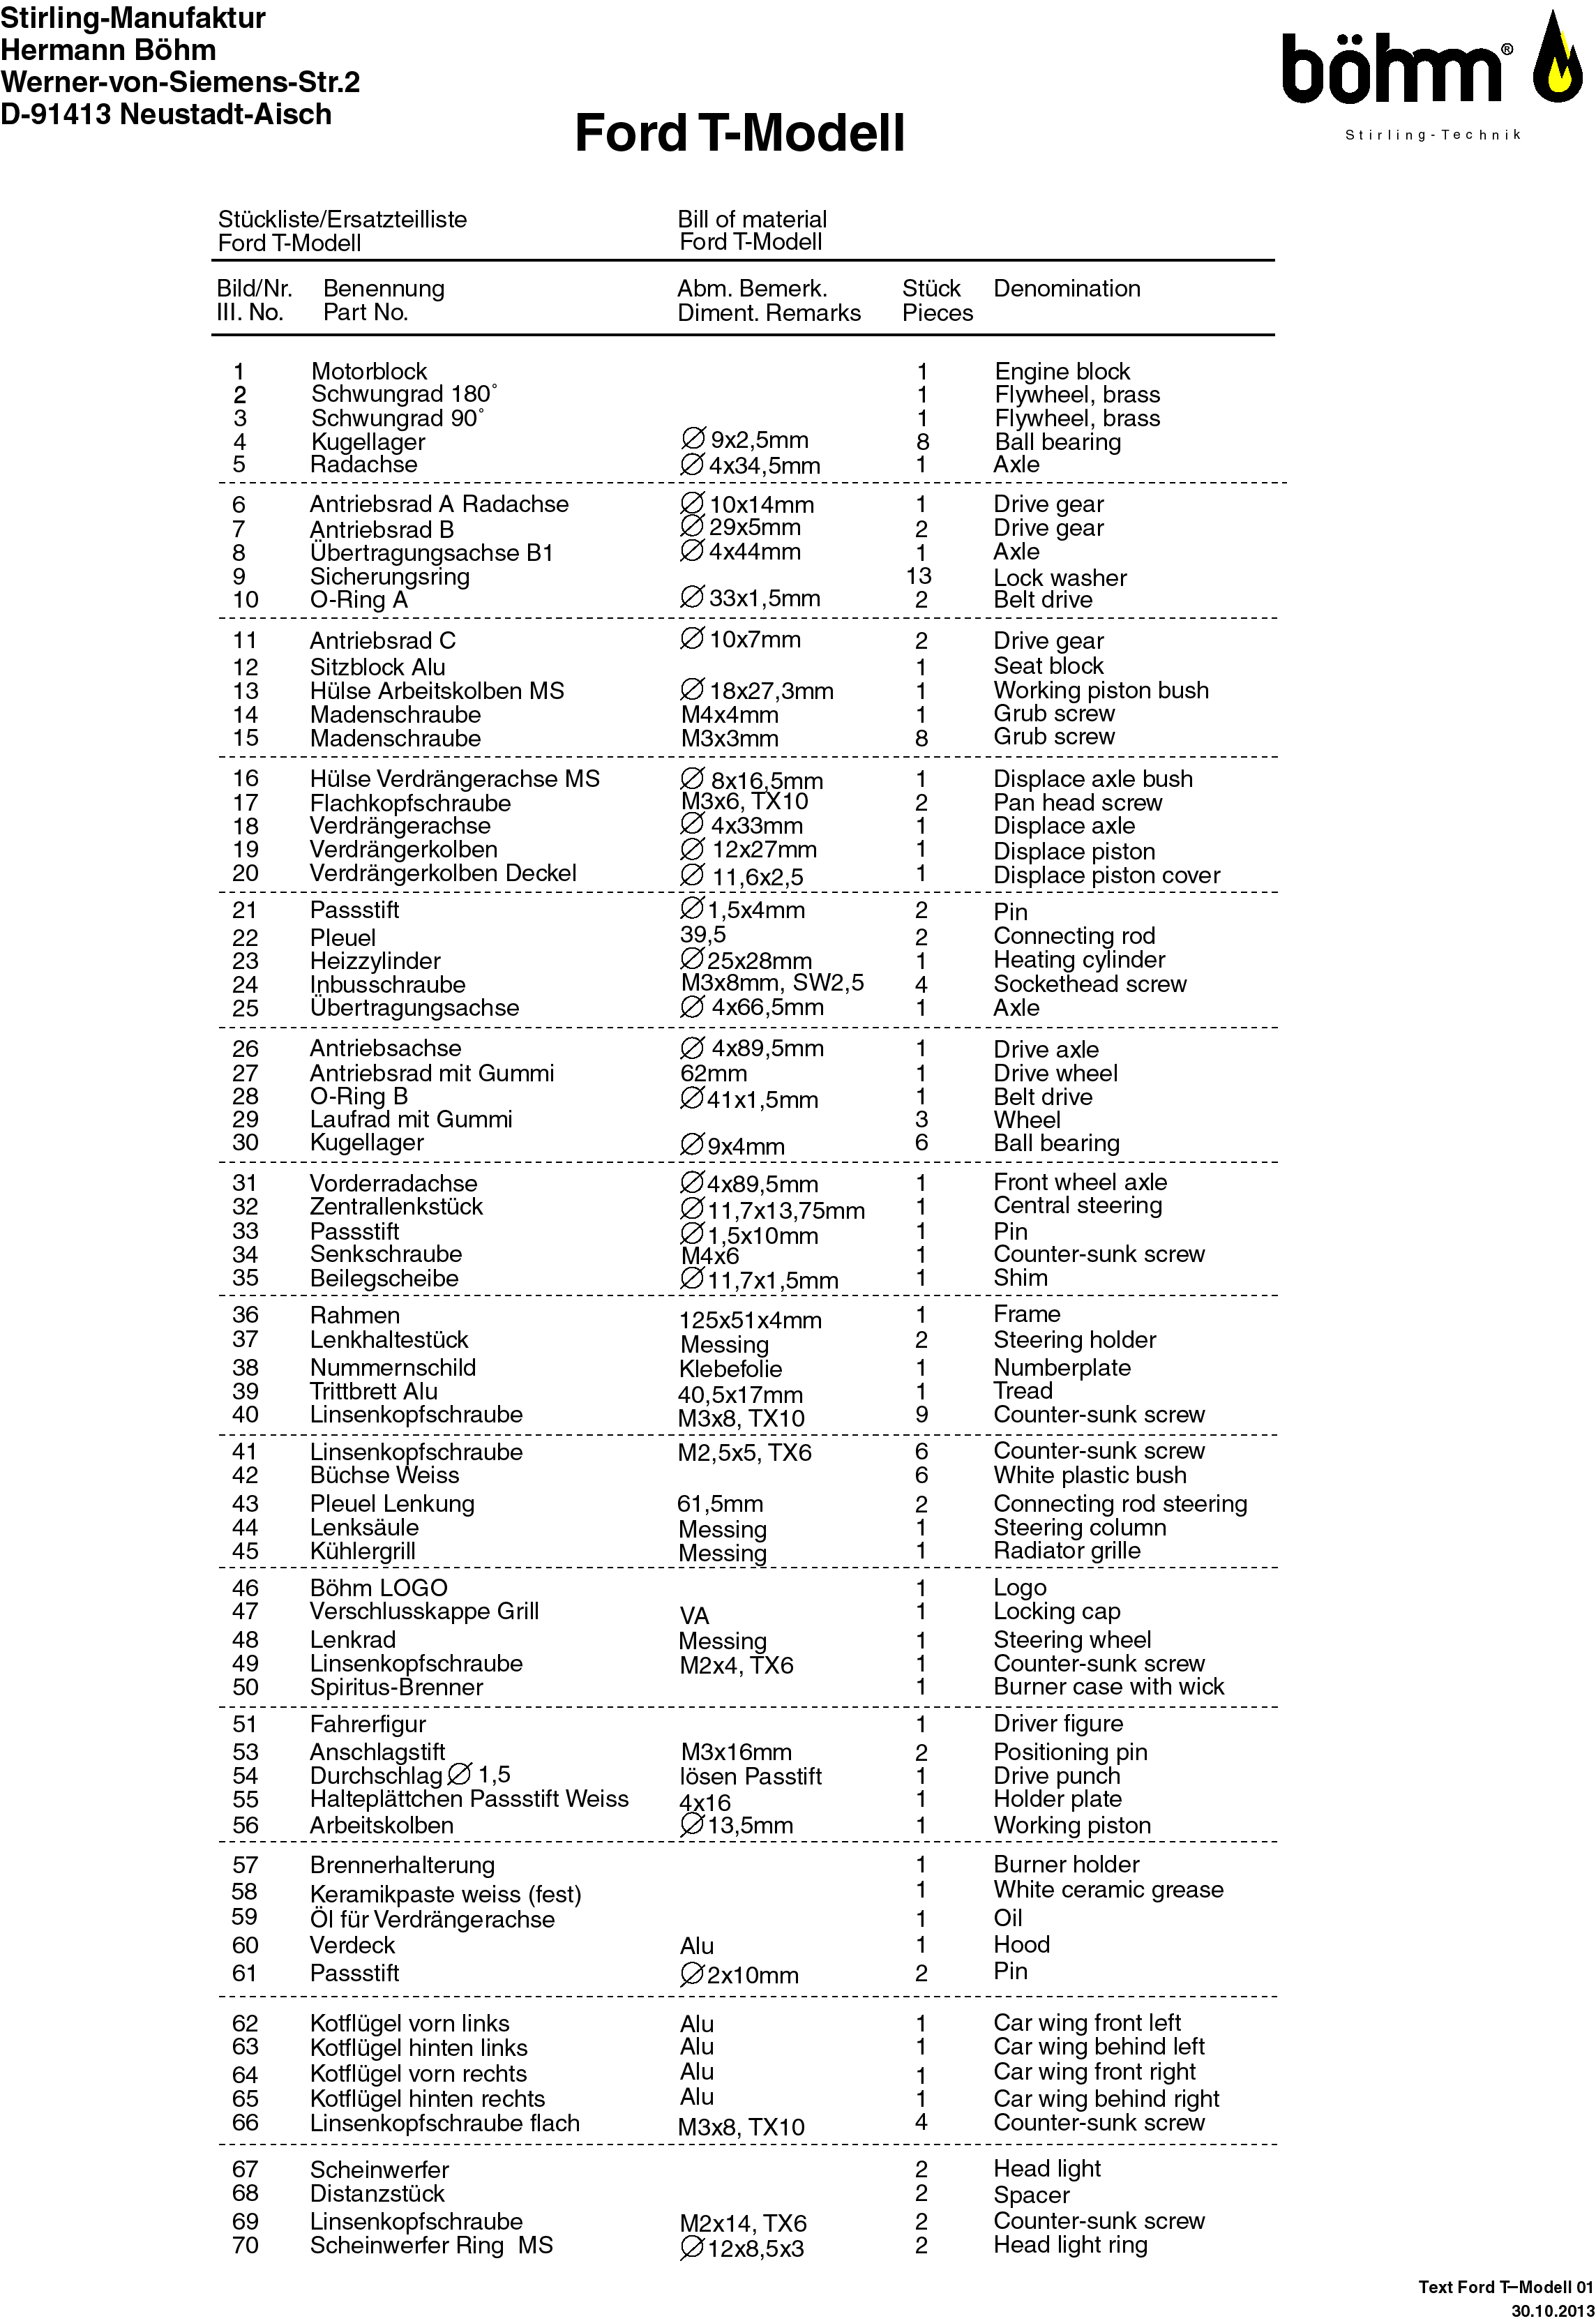 Stirling-Manufaktur
Hermann Böhm
Werner-von-Siemens-Str.2
D-91413 Neustadt-Aisch
böhm®
Stirling-Technik
Ford T-Modell
Stückliste/Ersatzteilliste Bill of material
Ford T-Modell Ford T-Modell
Bild/Nr. Benennung Abm. Bemerk. Stück Denomination
III. No. Part No. Diment. Remarks Pieces
1 Motorblock 1 Engine block
2 Schwungrad 180° 1 Flywheel, brass
3 Schwungrad 90° 1 Flywheel, brass
4 Kugellager ∅ 9x2,5mm 8 Ball bearing
5 Radachse ∅ 4x34,5mm 1 Axle
6 Antriebsrad A Radachse ∅ 10x14mm 1 Drive gear
7 Antriebsrad B ∅ 29x5mm 2 Drive gear
8 Übertragungsachse B1 ∅ 4x44mm 1 Axle
9 Sicherungsring 13 Lock washer
10 O-Ring A ∅ 33x1,5mm 2 Belt drive
11 Antriebsrad C ∅ 10x7mm 2 Drive gear
12 Sitzblock Alu 1 Seat block
13 Hülse Arbeitskolben MS ∅ 18x27,3mm 1 Working piston bush
14 Madenschraube M4x4mm 1 Grub screw
15 Madenschraube M3x3mm 8 Grub screw
16 Hülse Verdrängerachse MS ∅ 8x16,5mm 1 Displace axle bush
17 Flachkopfschraube M3x6, TX10 2 Pan head screw
18 Verdrängerachse ∅ 4x33mm 1 Displace axle
19 Verdrängerkolben ∅ 12x27mm 1 Displace piston
20 Verdrängerkolben Deckel ∅ 11,6x2,5 1 Displace piston cover
21 Passstift ∅ 1,5x4mm 2 Pin
22 Pleuel 39,5 2 Connecting rod
23 Heizzylinder ∅ 25x28mm 1 Heating cylinder
24 Inbusschraube M3x8mm, SW2,5 4 Sockethead screw
25 Übertragungsachse ∅ 4x66,5mm 1 Axle
26 Antriebsachse ∅ 4x89,5mm 1 Drive axle
27 Antriebsrad mit Gummi 62mm 1 Drive wheel
28 O-Ring B ∅ 41x1,5mm 1 Belt drive
29 Laufrad mit Gummi 3 Wheel
30 Kugellager ∅ 9x4mm 6 Ball bearing
31 Vorderradachse ∅ 4x89,5mm 1 Front wheel axle
32 Zentrallenkstück ∅ 11,7x13,75mm 1 Central steering
33 Passstift ∅ 1,5x10mm 1 Pin
34 Senkschraube M4x6 1 Counter-sunk screw
35 Beilegscheibe ∅ 11,7x1,5mm 1 Shim
36 Rahmen 125x51x4mm 1 Frame
37 Lenkhaltestück Messing 2 Steering holder
38 Nummernschild Klebefolie 1 Numberplate
39 Trittbrett Alu 40,5x17mm 1 Tread
40 Linsenkopfschraube M3x8, TX10 9 Counter-sunk screw
41 Linsenkopfschraube M2,5x5, TX6 6 Counter-sunk screw
42 Büchse Weiss 6 White plastic bush
43 Pleuel Lenkung 61,5mm 2 Connecting rod steering
44 Lenksäule Messing 1 Steering column
45 Kühlergrill Messing 1 Radiator grille
46 Böhm LOGO 1 Logo
47 Verschlusskappe Grill VA 1 Locking cap
48 Lenkrad Messing 1 Steering wheel
49 Linsenkopfschraube M2x4, TX6 1 Counter-sunk screw
50 Spiritus-Brenner 1 Burner case with wick
51 Fahrerfigur 1 Driver figure
53 Anschlagstift M3x16mm 2 Positioning pin
54 Durchschlag ∅ 1,5 lösen Passtift 1 Drive punch
55 Halteplättchen Passstift Weiss 4x16 1 Holder plate
56 Arbeitskolben ∅ 13,5mm 1 Working piston
57 Brennerhalterung 1 Burner holder
58 Keramikpaste weiss (fest) 1 White ceramic grease
59 Öl für Verdrängerachse 1 Oil
60 Verdeck Alu 1 Hood
61 Passstift ∅ 2x10mm 2 Pin
62 Kotflügel vorn links Alu 1 Car wing front left
63 Kotflügel hinten links Alu 1 Car wing behind left
64 Kotflügel vorn rechts Alu 1 Car wing front right
65 Kotflügel hinten rechts Alu 1 Car wing behind right
66 Linsenkopfschraube flach M3x8, TX10 4 Counter-sunk screw
67 Scheinwerfer 2 Head light
68 Distanzstück 2 Spacer
69 Linsenkopfschraube M2x14, TX6 2 Counter-sunk screw
70 Scheinwerfer Ring MS ∅ 12x8,5x3 2 Head light ring
Text Ford T–Modell 01
30.10.2013